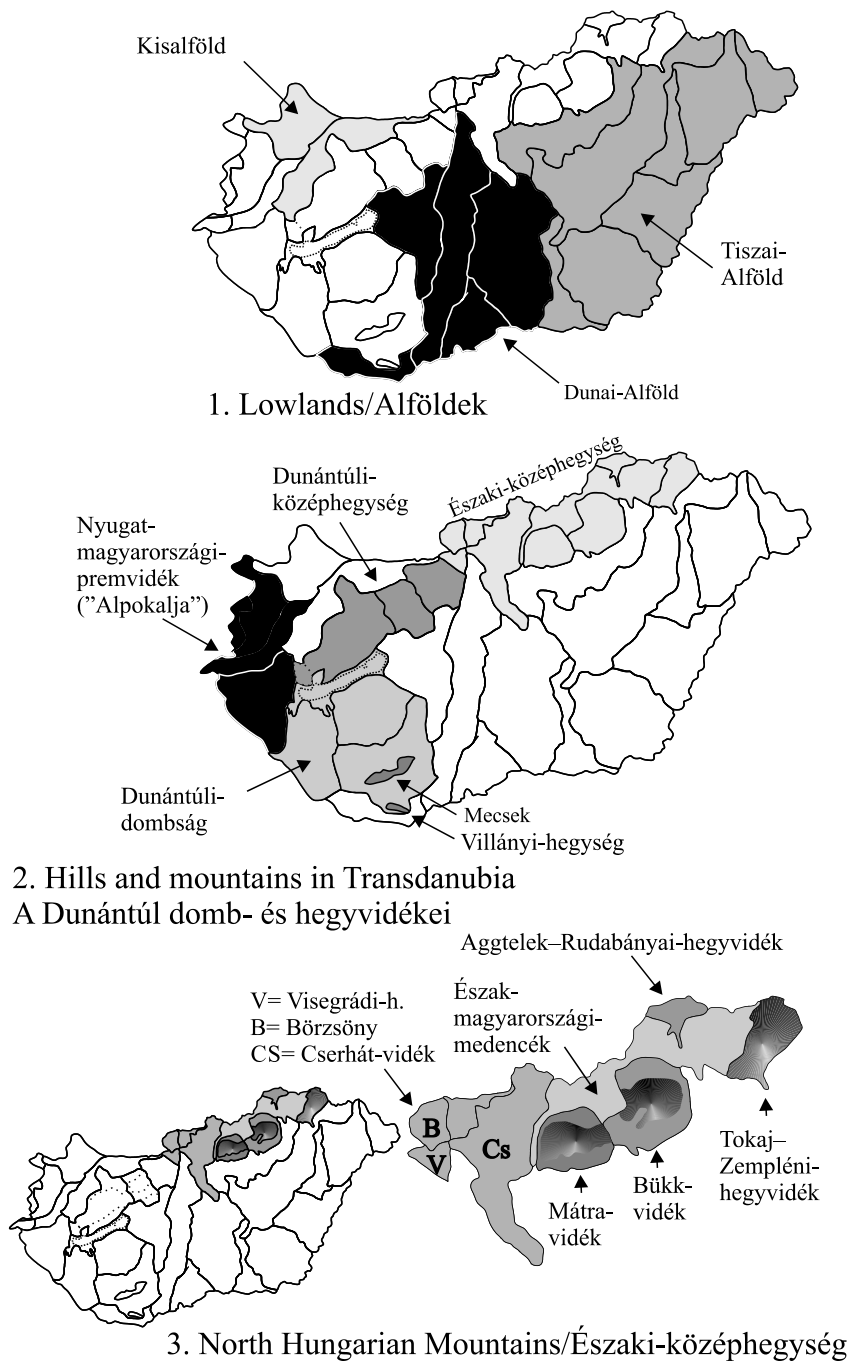 Kisalföld
Tiszai-
Alföld
Dunai-Alföld
1. Lowlands/Alföldek
Északi-középhegység
Dunántúli-
középhegység
Nyugat-
magyarországi-
premvidék
(”Alpokalja”)
Dunántúli-
dombság
Mecsek
Villányi-hegység
2. Hills and mountains in Transdanubia
A Dunántúl domb- és hegyvidékei
Aggtelek–Rudabányai-hegyvidék
V= Visegrádi-h.
B= Börzsöny
CS= Cserhát-vidék
Észak-
magyarországi-
medencék
B
V
Cs
Mátra-
vidék
Bükk-
vidék
Tokaj–
Zempléni-
hegyvidék
3. North Hungarian Mountains/Északi-középhegység